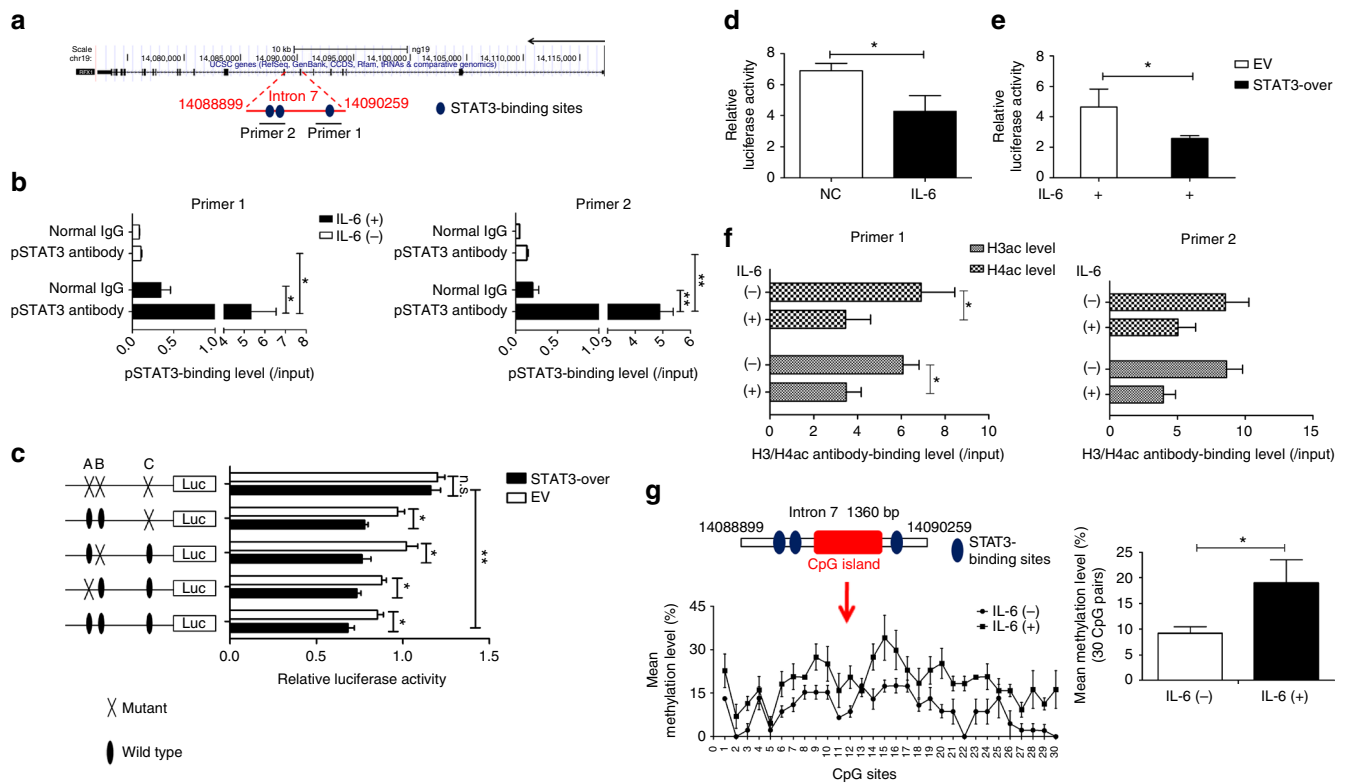 a
Scale
chr19:
10 kb
ng19
14,080,000
14,085,000
14,090,000
14,095,000
14,100,000
14,105,000
14,110,000
14,115,000
UCSC genes (RefSeq, GenBank, CCDS, Rfam, tRNAs & comparative genomics)
RFX1
Intron 7
14088899
14090259
STAT3-binding sites
Primer 2
Primer 1
b
Primer 1
IL-6 (+)
IL-6 (–)
Normal IgG
pSTAT3 antibody
Normal IgG
pSTAT3 antibody
*
*
0.0
0.5
1.0
4
5
6
7
8
pSTAT3-binding level (/input)
Primer 2
Normal IgG
pSTAT3 antibody
Normal IgG
pSTAT3 antibody
**
**
0.0
0.5
1.0
3
4
5
6
pSTAT3-binding level (/input)
c
A B C
Luc
Luc
Luc
Luc
Luc
n.s.
*
*
*
*
**
STAT3-over
EV
0.0
0.5
1.0
1.5
Relative luciferase activity
Mutant
Wild type
d
Relative
luciferase activity
8
6
4
2
0
*
NC
IL-6
e
Relative
luciferase activity
8
6
4
2
0
*
IL-6 + +
EV
STAT3-over
f
Primer 1
H3ac level
H4ac level
IL-6
(–)
(+)
(–)
(+)
*
*
0
2
4
6
8
10
H3/H4ac antibody-binding level (/input)
Primer 2
IL-6
(–)
(+)
(–)
(+)
0
5
10
15
H3/H4ac antibody-binding level (/input)
g
Intron 7 1360 bp
14088899
14090259
CpG island
STAT3-
binding sites
Mean
methylation level (%)
45
30
15
0
IL-6 (–)
IL-6 (+)
0 1 2 3 4 5 6 7 8 9 10 11 12 13 14 15 16 17 18 19 20 21 22 23 24 25 26 27 28 29 30
CpG sites
Mean methylation level (%)
(30 CpG pairs)
25
20
15
10
5
0
*
IL-6 (–)
IL-6 (+)